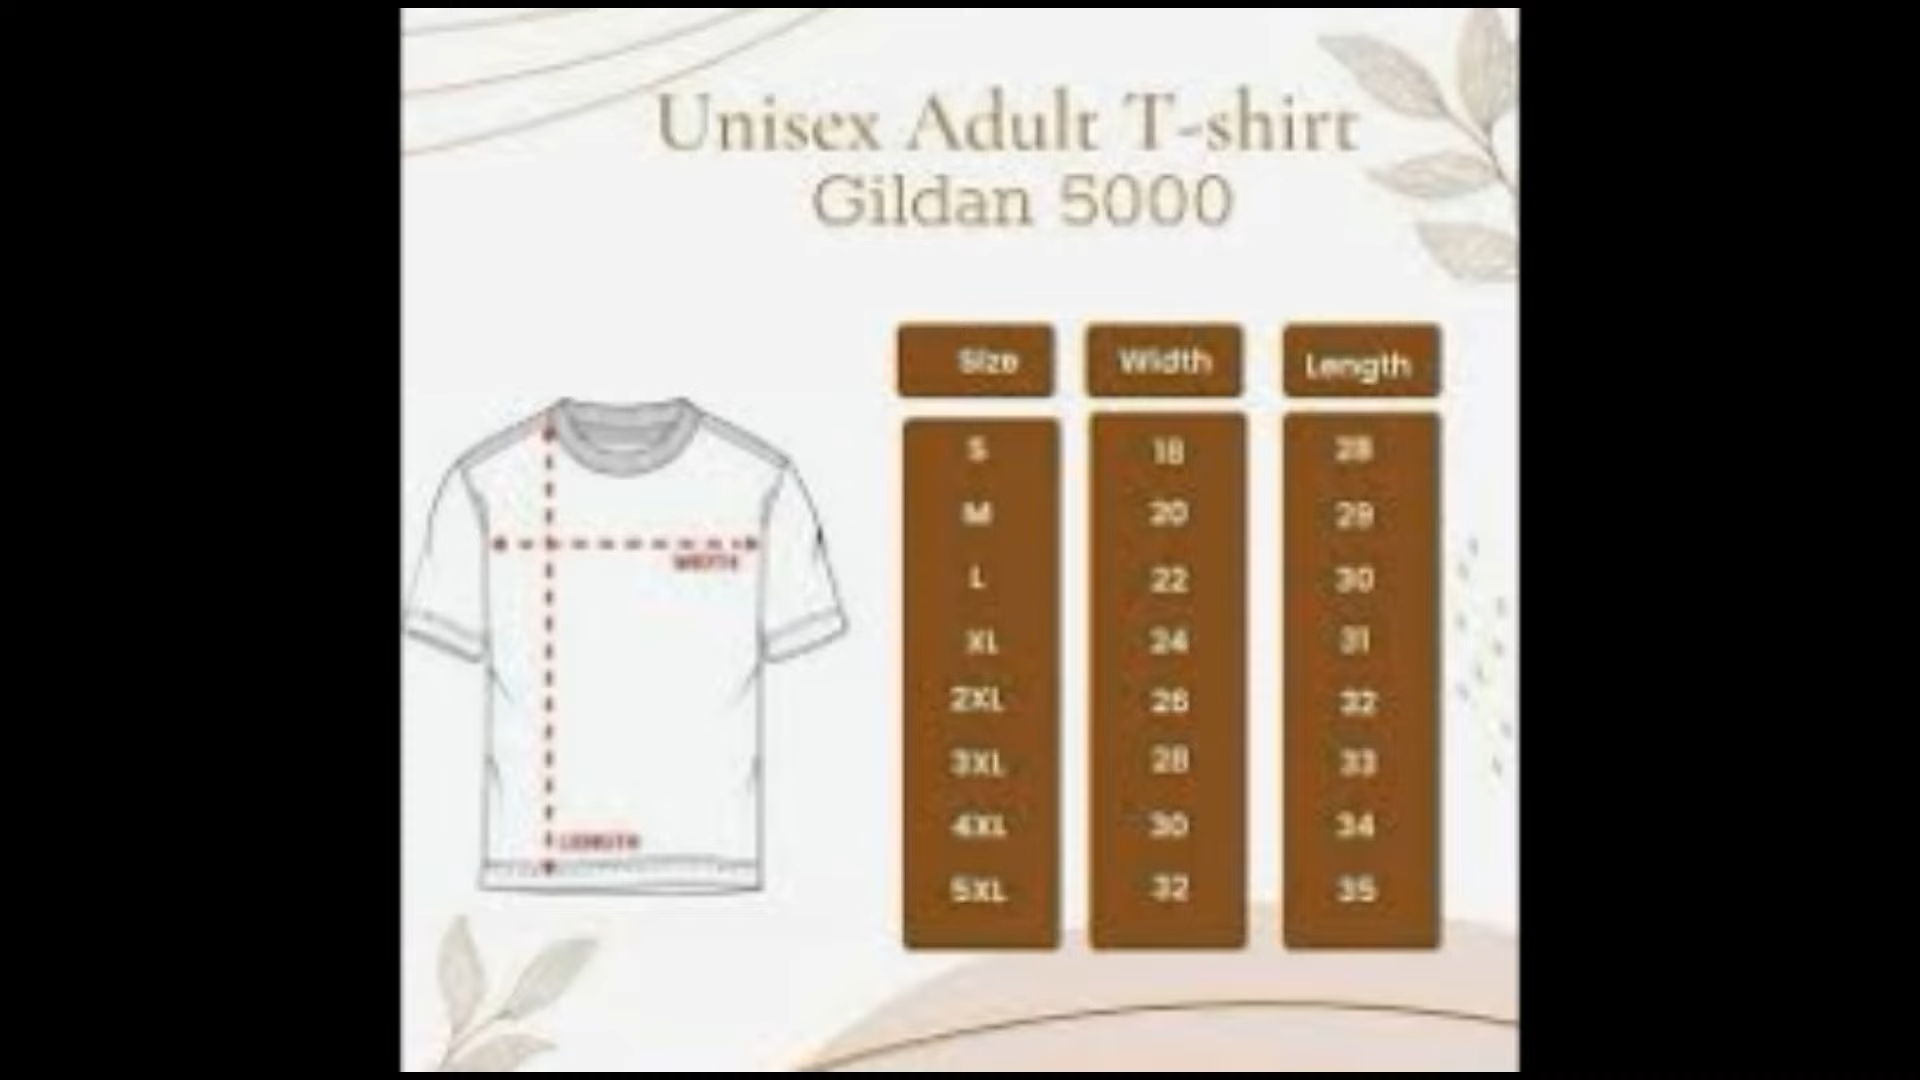 Unisex Adult T-shirt
Gildan 5000
Size Width Length
S 18 28
M 20 29
L 22 30
XL 24 31
2XL 26 32
3XL 28 33
4XL 30 34
5XL 32 35
WIDTH
LENGTH